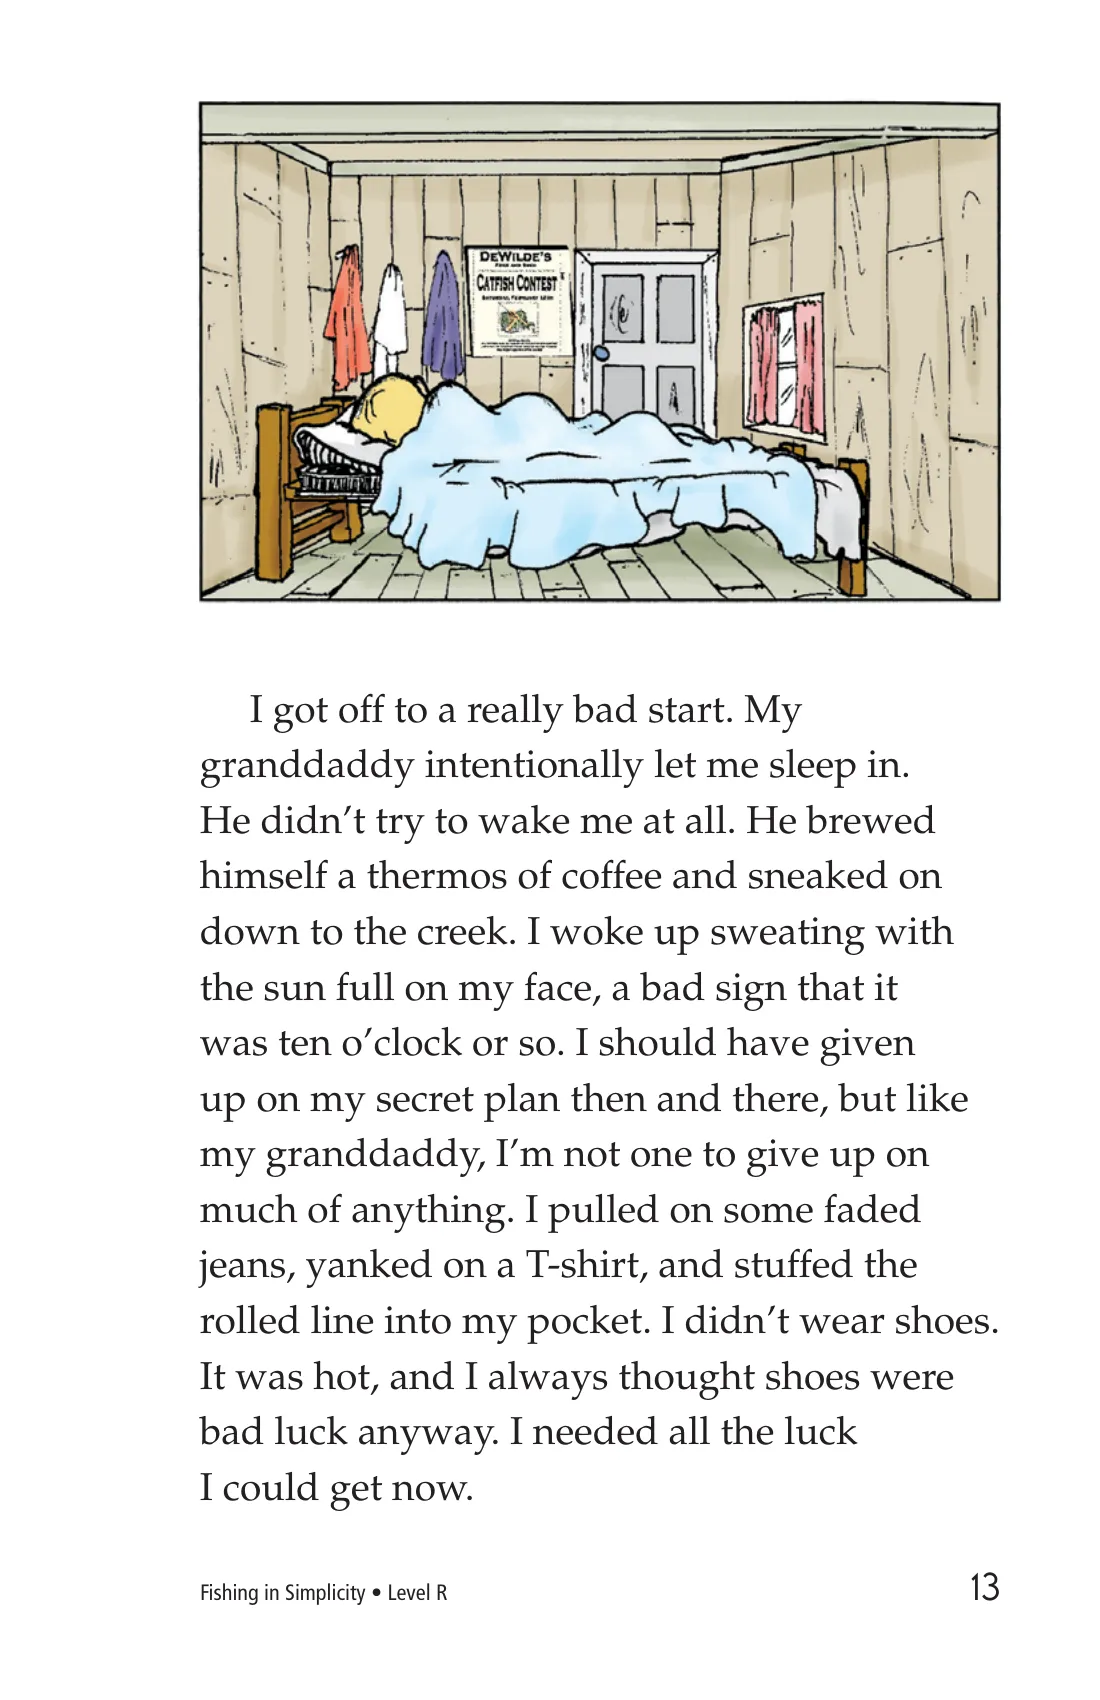 DEWILDE'S
CATFISH CONTEST
I got off to a really bad start. My
granddaddy intentionally let me sleep in.
He didn’t try to wake me at all. He brewed
himself a thermos of coffee and sneaked on
down to the creek. I woke up sweating with
the sun full on my face, a bad sign that it
was ten o’clock or so. I should have given
up on my secret plan then and there, but like
my granddaddy, I’m not one to give up on
much of anything. I pulled on some faded
jeans, yanked on a T-shirt, and stuffed the
rolled line into my pocket. I didn’t wear shoes.
It was hot, and I always thought shoes were
bad luck anyway. I needed all the luck
I could get now.
Fishing in Simplicity • Level R
13